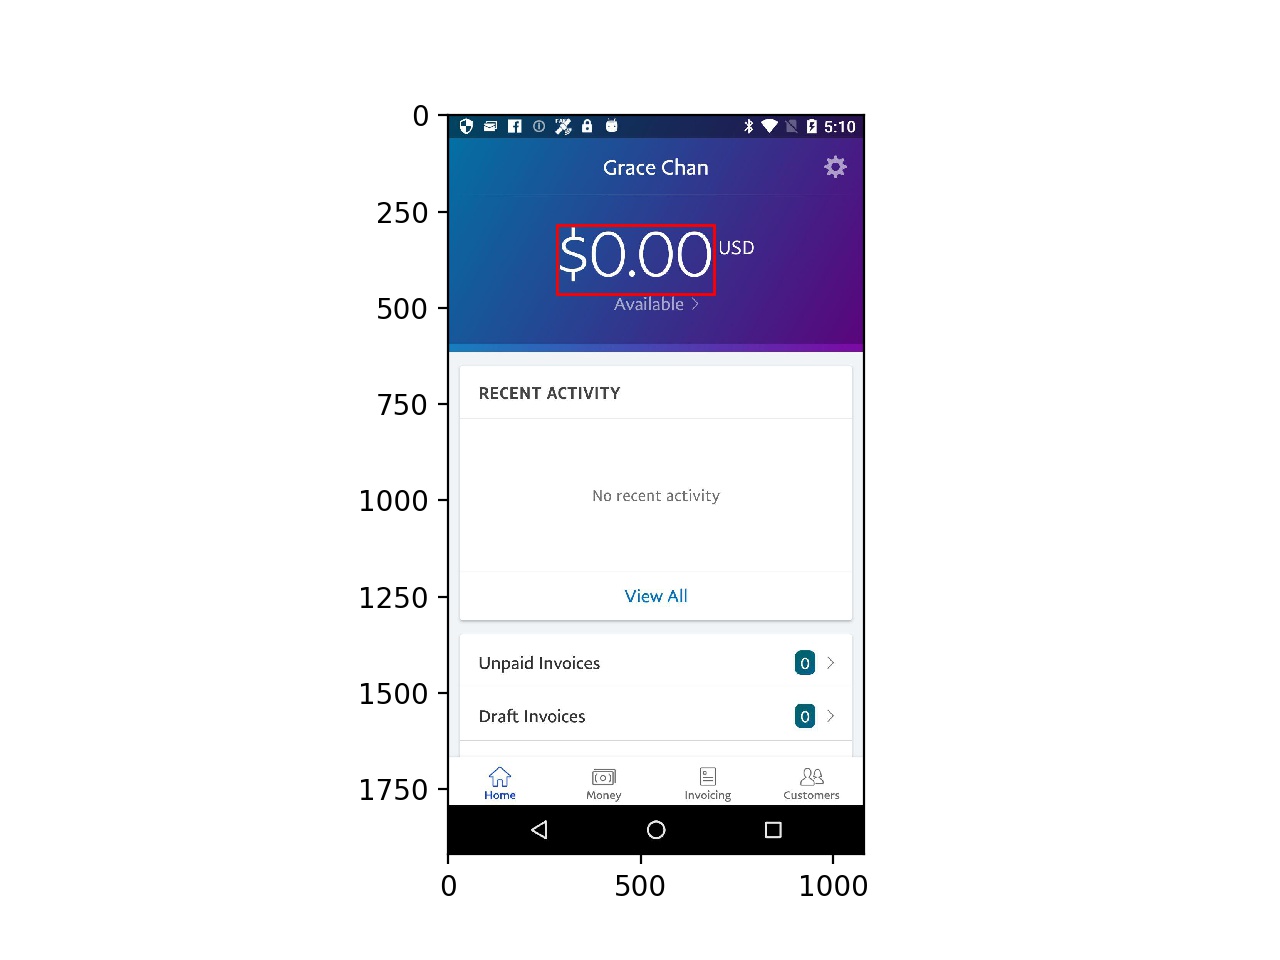 0
250
500
750
1000
1250
1500
1750
5:10
Grace Chan
$0.00 USD
Available
RECENT ACTIVITY
No recent activity
View All
Unpaid Invoices 0
Draft Invoices 0
Home Money Invoicing Customers
0 500 1000